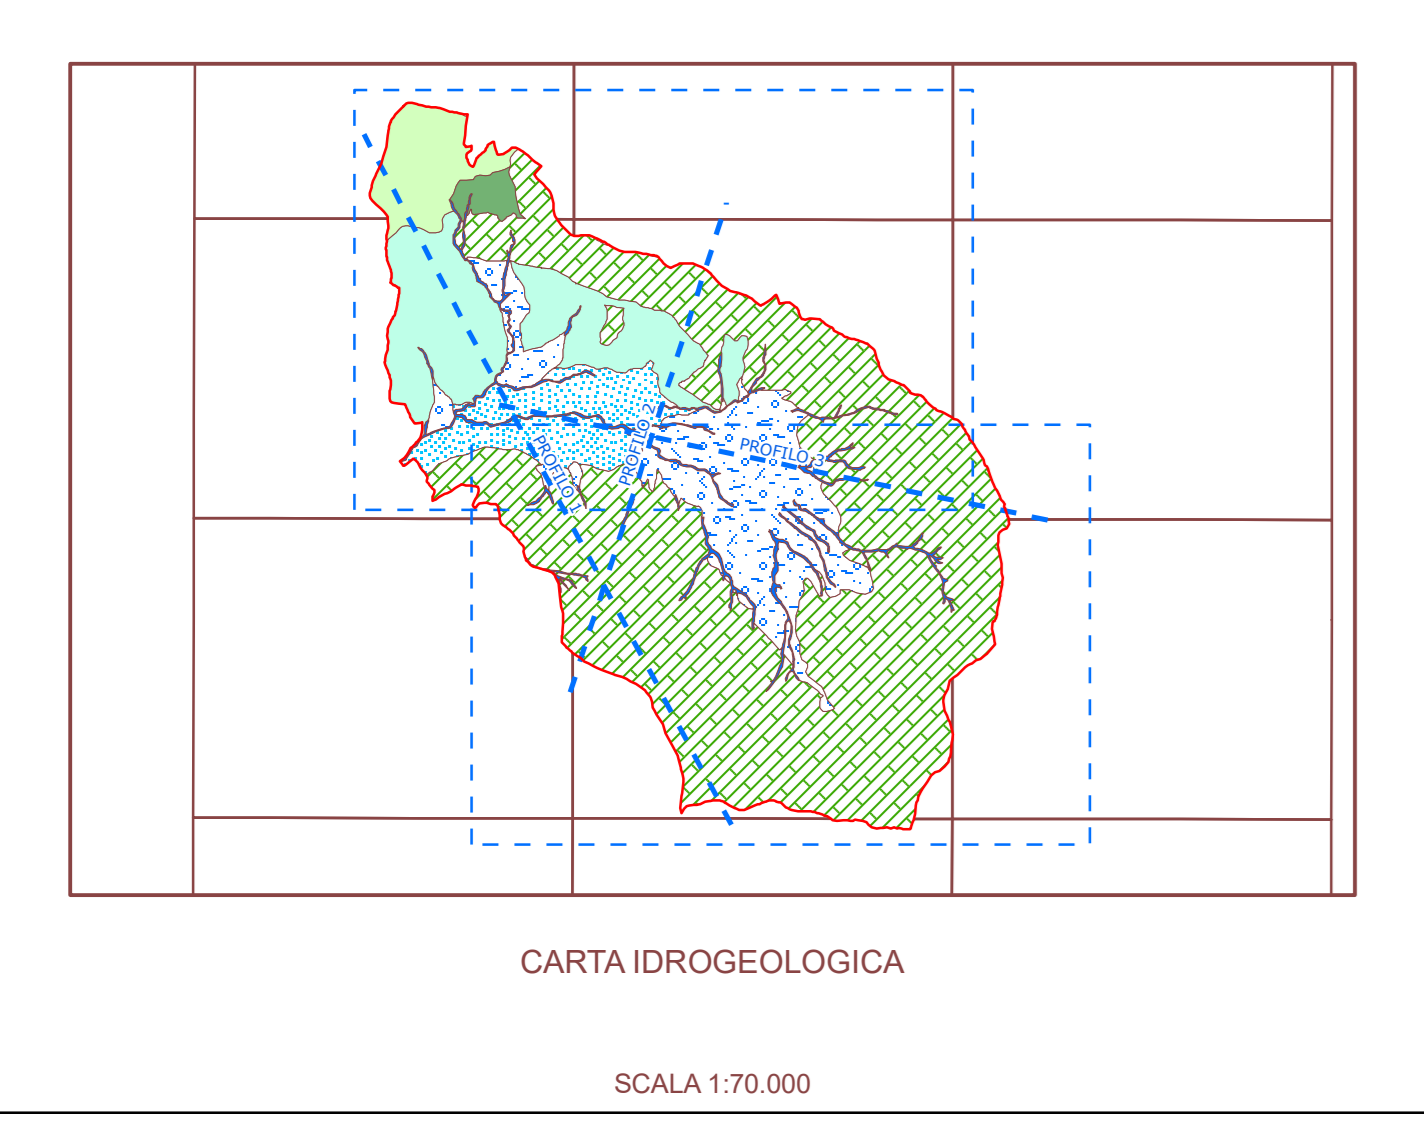 PROFILO 2
PROFILO 3
PROFILO 1
CARTA IDROGEOLOGICA
SCALA 1:70.000